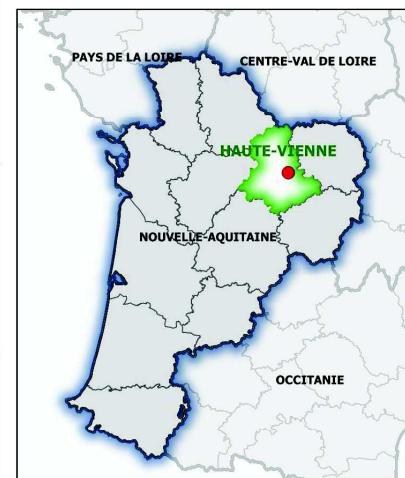 PAYS DE LA LOIRE
CENTRE-VAL DE LOIRE
HAUTE-VIENNE
NOUVELLE-AQUITAINE
OCCITANIE